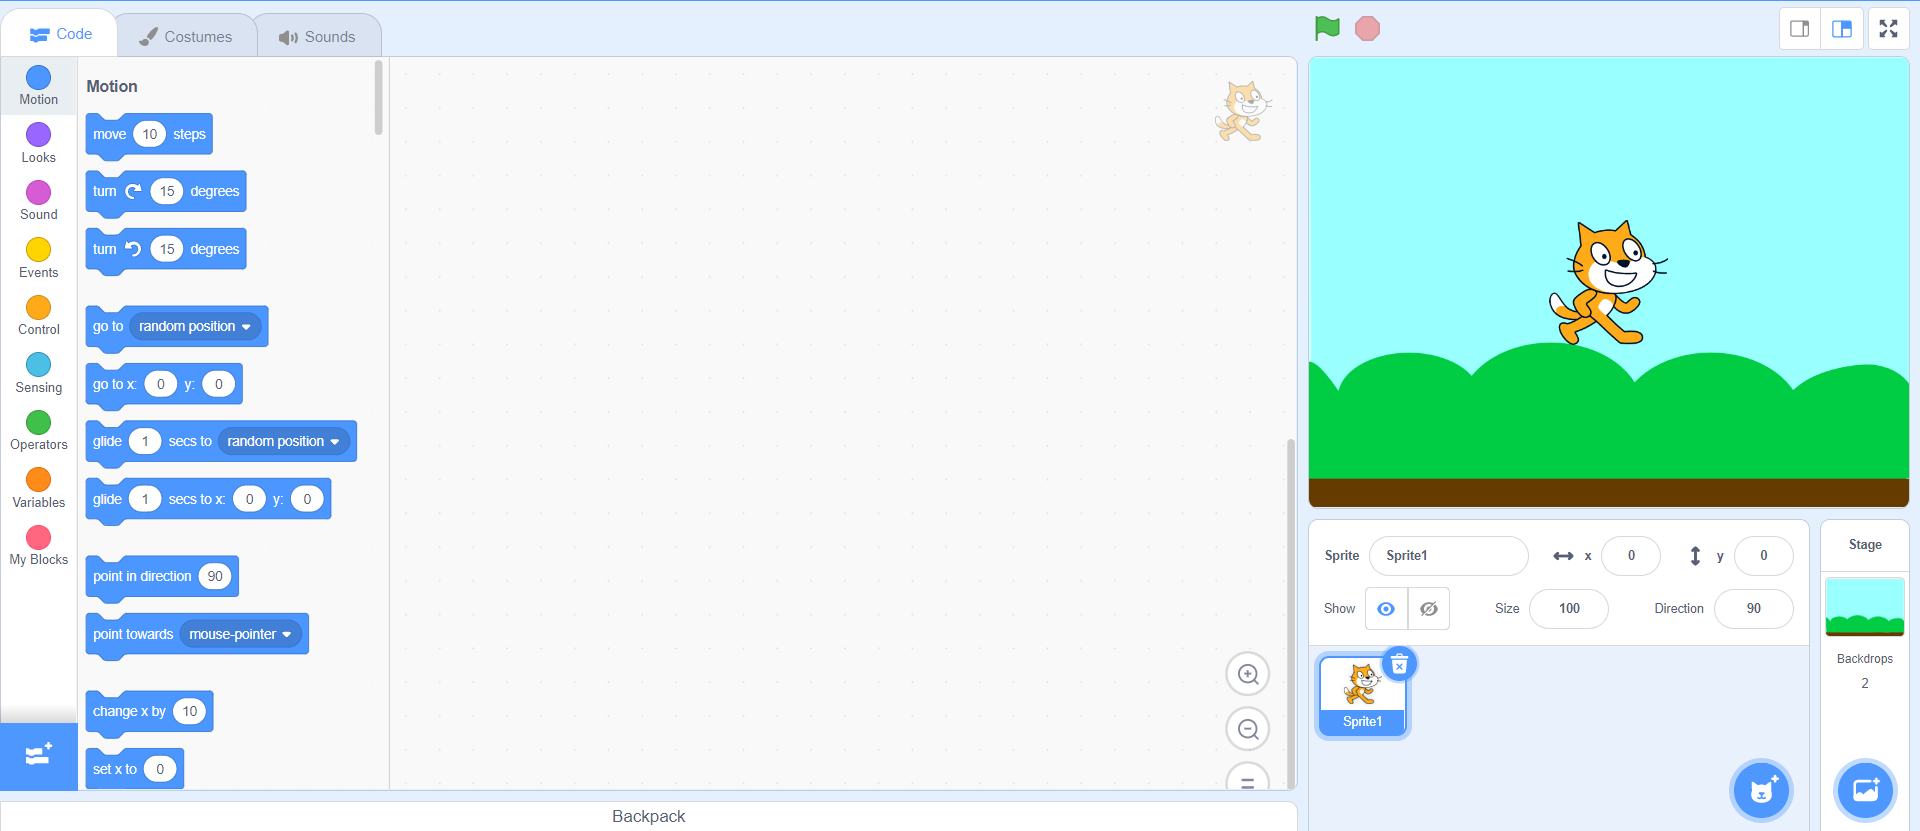 Code
Costumes
Sounds
Motion
Looks
Sound
Events
Control
Sensing
Operators
Variables
My Blocks
Motion
move 10 steps
turn 15 degrees
turn 15 degrees
go to random position
go to x: 0 y: 0
glide 1 secs to random position
glide 1 secs to x: 0 y: 0
point in direction 90
point towards mouse-pointer
change x by 10
set x to 0
Backpack
Sprite Sprite1 x 0 y 0
Show Size 100 Direction 90
Sprite1
Stage
Backdrops
2